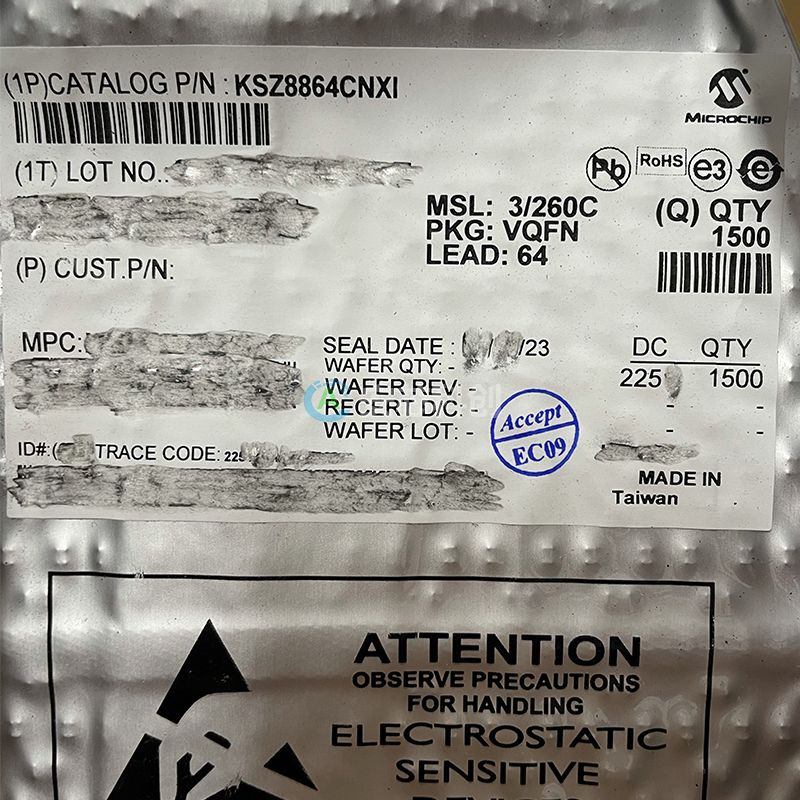 (1P)CATALOG P/N : KSZ8864CNXI
MICROCHIP
(1T) LOT NO.:
Pb
RoHS
e3
e
MSL: 3/260C
PKG: VQFN
LEAD: 64
(Q) QTY
1500
(P) CUST.P/N:
MPC:
SEAL DATE : / /23
WAFER QTY: -
WAFER REV: -
RECERT D/C: -
WAFER LOT: -
DC QTY
225 1500
- -
- -
Accept
EC09
ID#:( TRACE CODE: 225
MADE IN
Taiwan
ATTENTION
OBSERVE PRECAUTIONS
FOR HANDLING
ELECTROSTATIC
SENSITIVE
DEVICES